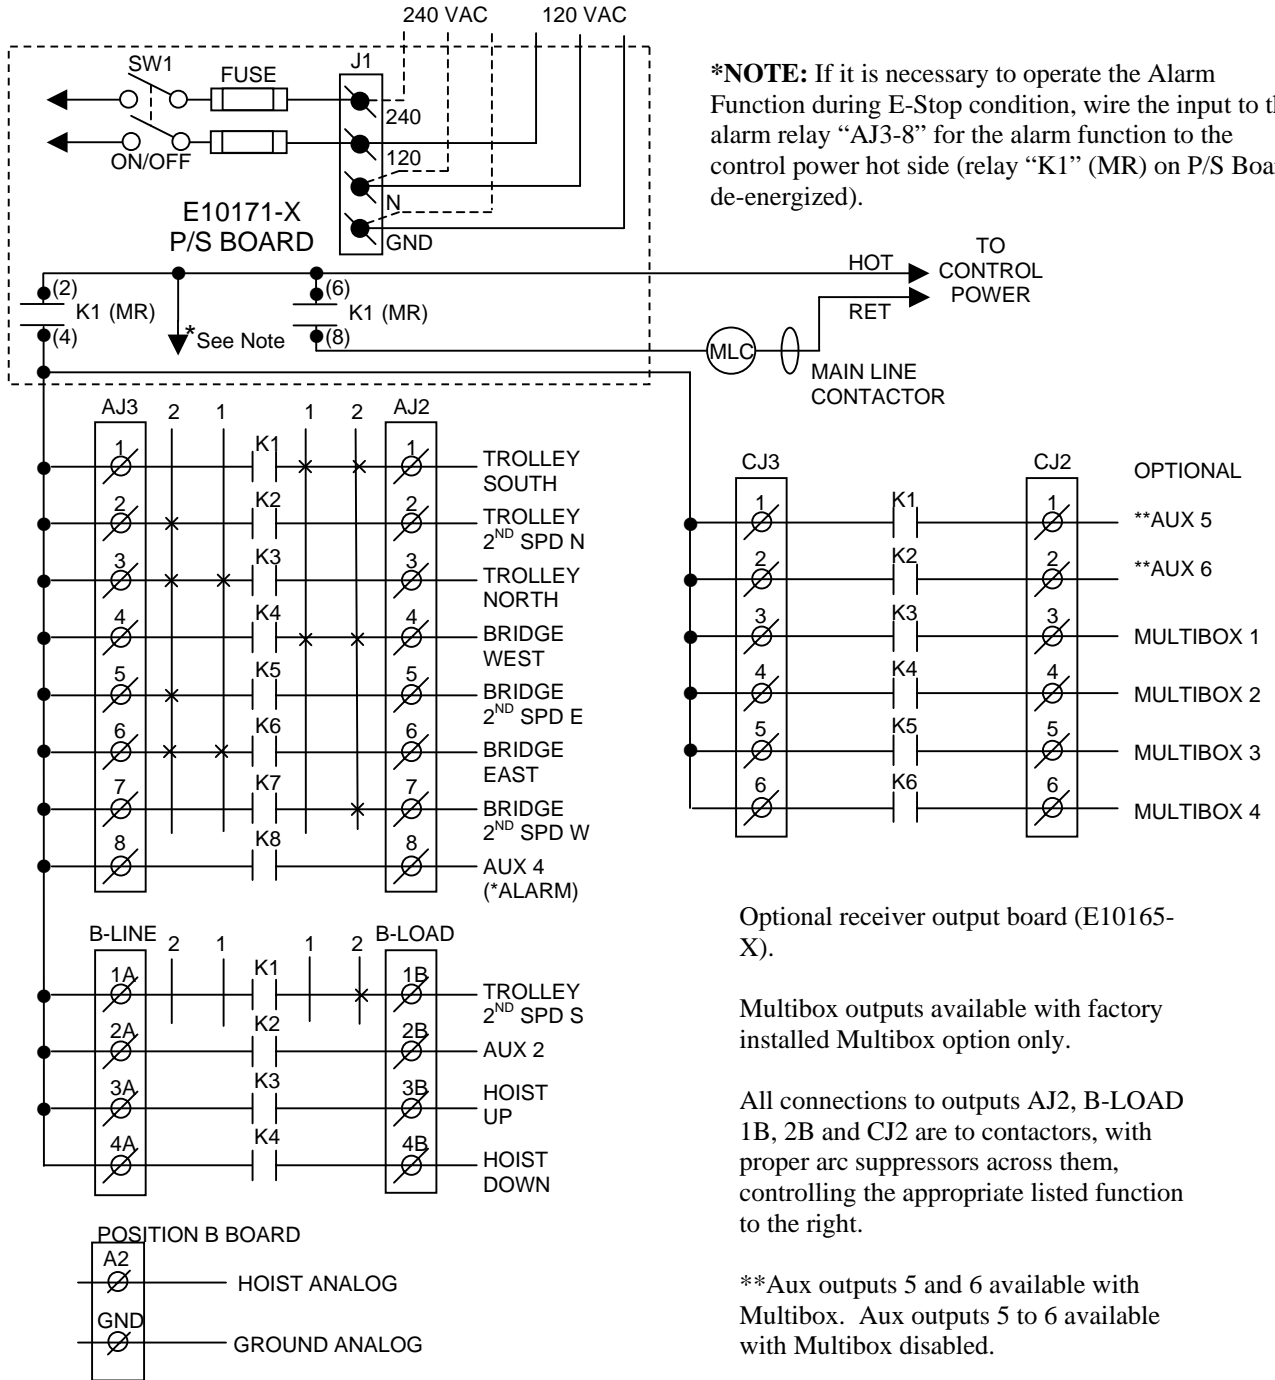 240 VAC
120 VAC
SW1
FUSE
J1
240
120
N
GND
ON/OFF
E10171-X
P/S BOARD
*NOTE: If it is necessary to operate the Alarm
Function during E-Stop condition, wire the input to
alarm relay “AJ3-8” for the alarm function to the
control power hot side (relay “K1” (MR) on P/S
de-energized).
(2)
K1 (MR)
(4)
*See Note
(6)
K1 (MR)
(8)
HOT
RET
TO
CONTROL
POWER
MLC
MAIN LINE
CONTACTOR
AJ3
2
1
1
2
AJ2
1
K1
1
TROLLEY
SOUTH
2
K2
2
TROLLEY
2ND SPD N
3
K3
3
TROLLEY
NORTH
4
K4
4
BRIDGE
WEST
5
K5
5
BRIDGE
2ND SPD E
6
K6
6
BRIDGE
EAST
7
K7
7
BRIDGE
2ND SPD W
8
K8
8
AUX 4
(*ALARM)
CJ3
CJ2
OPTIONAL
1
K1
1
**AUX 5
2
K2
2
**AUX 6
3
K3
3
MULTIBOX 1
4
K4
4
MULTIBOX 2
5
K5
5
MULTIBOX 3
6
K6
6
MULTIBOX 4
B-LINE
2
1
1
2
B-LOAD
1A
K1
1B
TROLLEY
2ND SPD S
2A
K2
2B
AUX 2
3A
K3
3B
HOIST
UP
4A
K4
4B
HOIST
DOWN
POSITION B BOARD
A2
HOIST ANALOG
GND
GROUND ANALOG
Optional receiver output board (E10165-
X).
Multibox outputs available with factory
installed Multibox option only.
All connections to outputs AJ2, B-LOAD
1B, 2B and CJ2 are to contactors, with
proper arc suppressors across them,
controlling the appropriate listed function
to the right.
**Aux outputs 5 and 6 available with
Multibox. Aux outputs 5 to 6 available
with Multibox disabled.